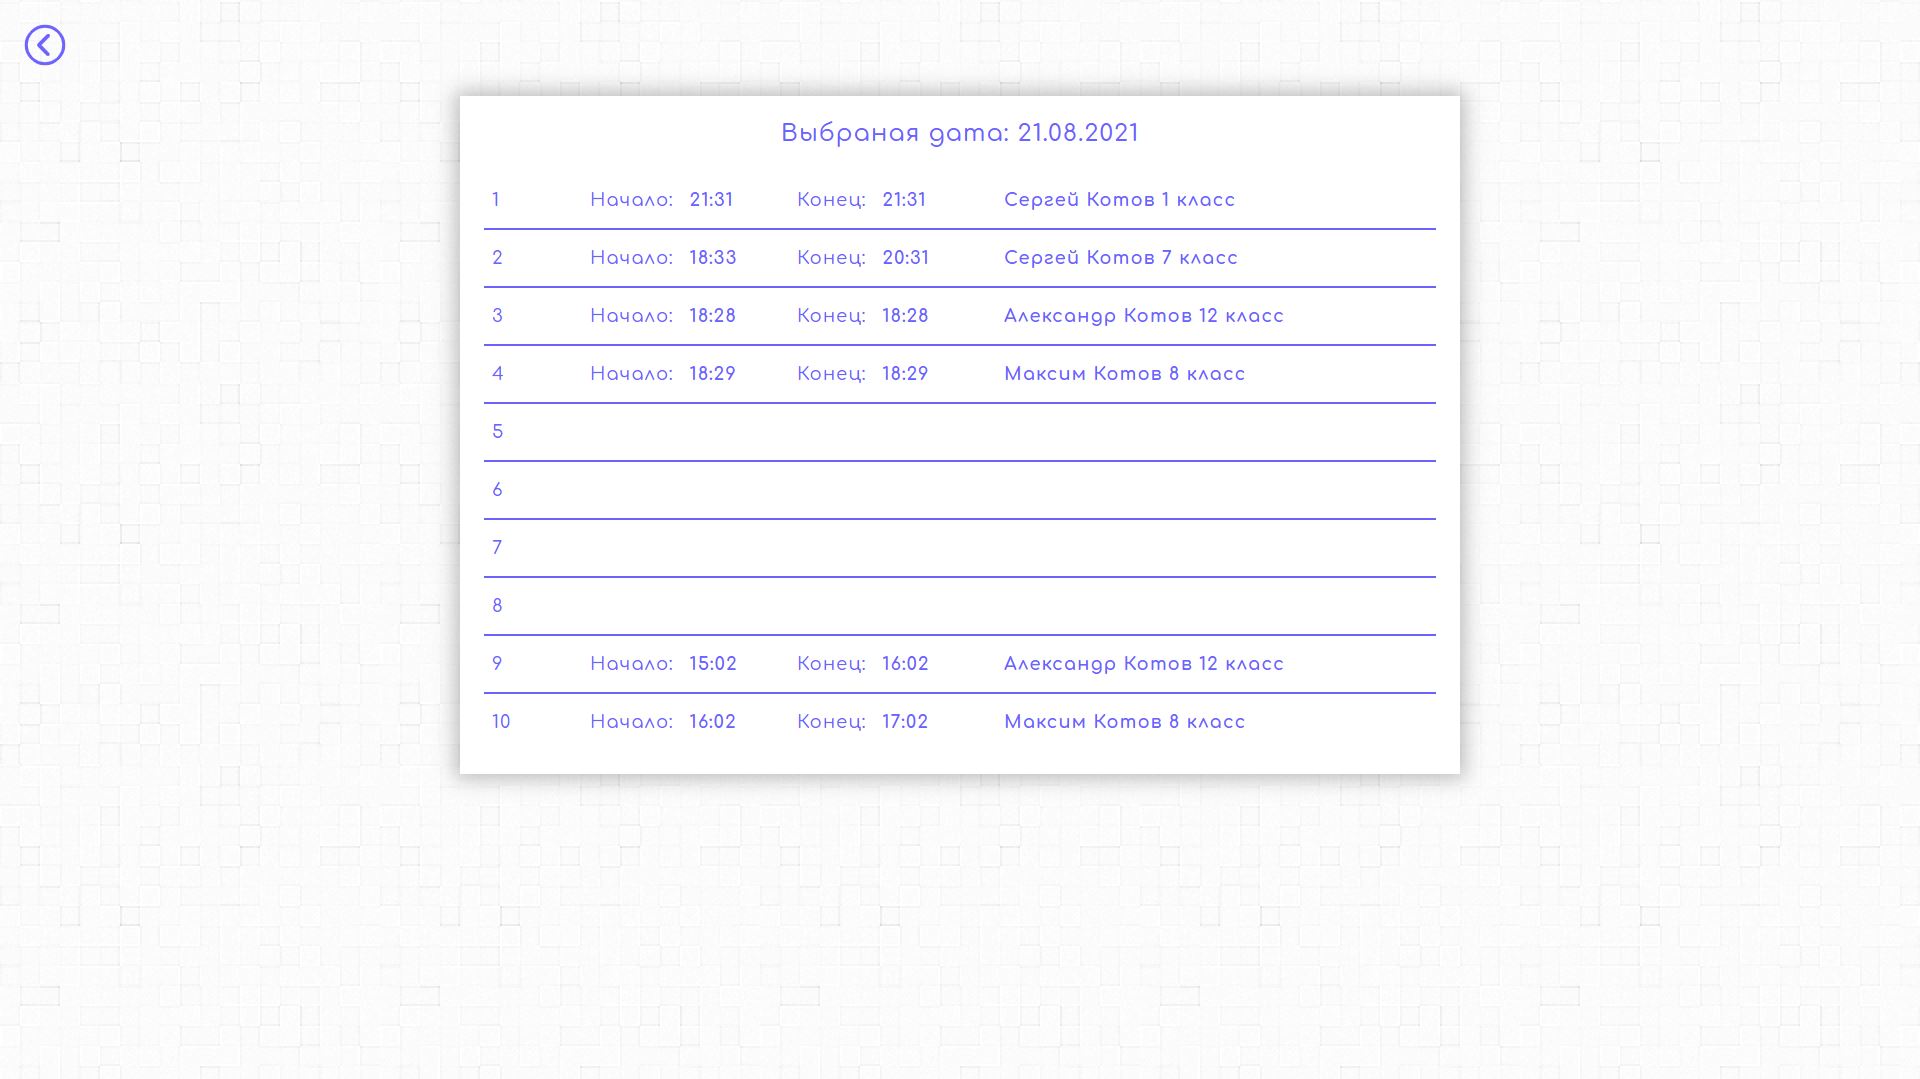 Выбраная дата: 21.08.2021
1 Начало: 21:31 Конец: 21:31 Сергей Котов 1 класс
2 Начало: 18:33 Конец: 20:31 Сергей Котов 7 класс
3 Начало: 18:28 Конец: 18:28 Александр Котов 12 класс
4 Начало: 18:29 Конец: 18:29 Максим Котов 8 класс
5
6
7
8
9 Начало: 15:02 Конец: 16:02 Александр Котов 12 класс
10 Начало: 16:02 Конец: 17:02 Максим Котов 8 класс